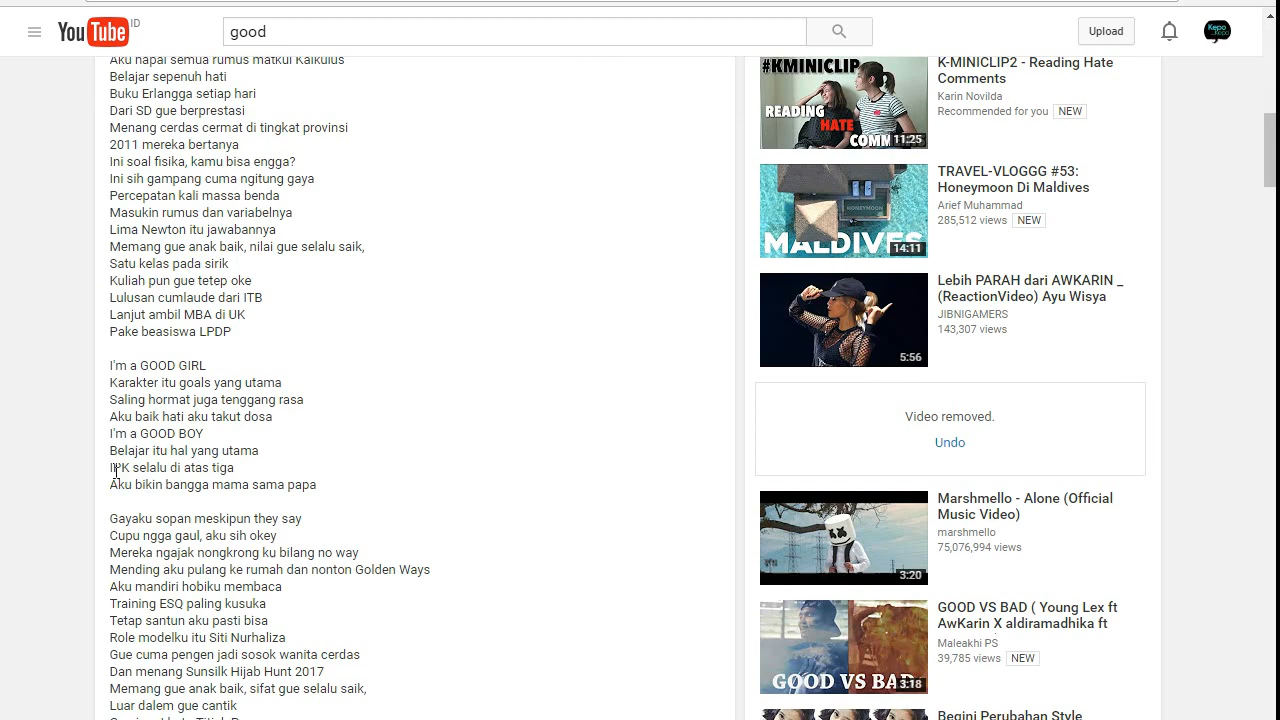 YouTube ID
good
Upload
Kepo
Aku hapal semua rumus matkul Kalkulus
Belajar sepenuh hati
Buku Erlangga setiap hari
Dari SD gue berprestasi
Menang cerdas cermat di tingkat provinsi
2011 mereka bertanya
Ini soal fisika, kamu bisa engga?
Ini sih gampang cuma ngitung gaya
Percepatan kali massa benda
Masukin rumus dan variabelnya
Lima Newton itu jawabannya
Memang gue anak baik, nilai gue selalu saik,
Satu kelas pada sirik
Kuliah pun gue tetep oke
Lulusan cumlaude dari ITB
Lanjut ambil MBA di UK
Pake beasiswa LPDP
I'm a GOOD GIRL
Karakter itu goals yang utama
Saling hormat juga tenggang rasa
Aku baik hati aku takut dosa
I'm a GOOD BOY
Belajar itu hal yang utama
IPK selalu di atas tiga
Aku bikin bangga mama sama papa
Gayaku sopan meskipun they say
Cupu ngga gaul, aku sih okey
Mereka ngajak nongkrong ku bilang no way
Mending aku pulang ke rumah dan nonton Golden Ways
Aku mandiri hobiku membaca
Training ESQ paling kusuka
Tetap santun aku pasti bisa
Role modelku itu Siti Nurhaliza
Gue cuma pengen jadi sosok wanita cerdas
Dan menang Sunsilk Hijab Hunt 2017
Memang gue anak baik, sifat gue selalu saik,
Luar dalem gue cantik
#KMINICLIP
READING
HATE
COMM
11:25
K-MINICLIP2 - Reading Hate
Comments
Karin Novilda
Recommended for you NEW
HONEYMOON
MALDIVES
14:11
TRAVEL-VLOGGG #53:
Honeymoon Di Maldives
Arief Muhammad
285,512 views NEW
5:56
Lebih PARAH dari AWKARIN _
(ReactionVideo) Ayu Wisya
JIBNIGAMERS
143,307 views
Video removed.
Undo
3:20
Marshmello - Alone (Official
Music Video)
marshmello
75,076,994 views
GOOD VS BAD
3:18
GOOD VS BAD ( Young Lex ft
AwKarin X aldiramadhika ft
Maleakhi PS
39,785 views NEW
Begini Perubahan Style